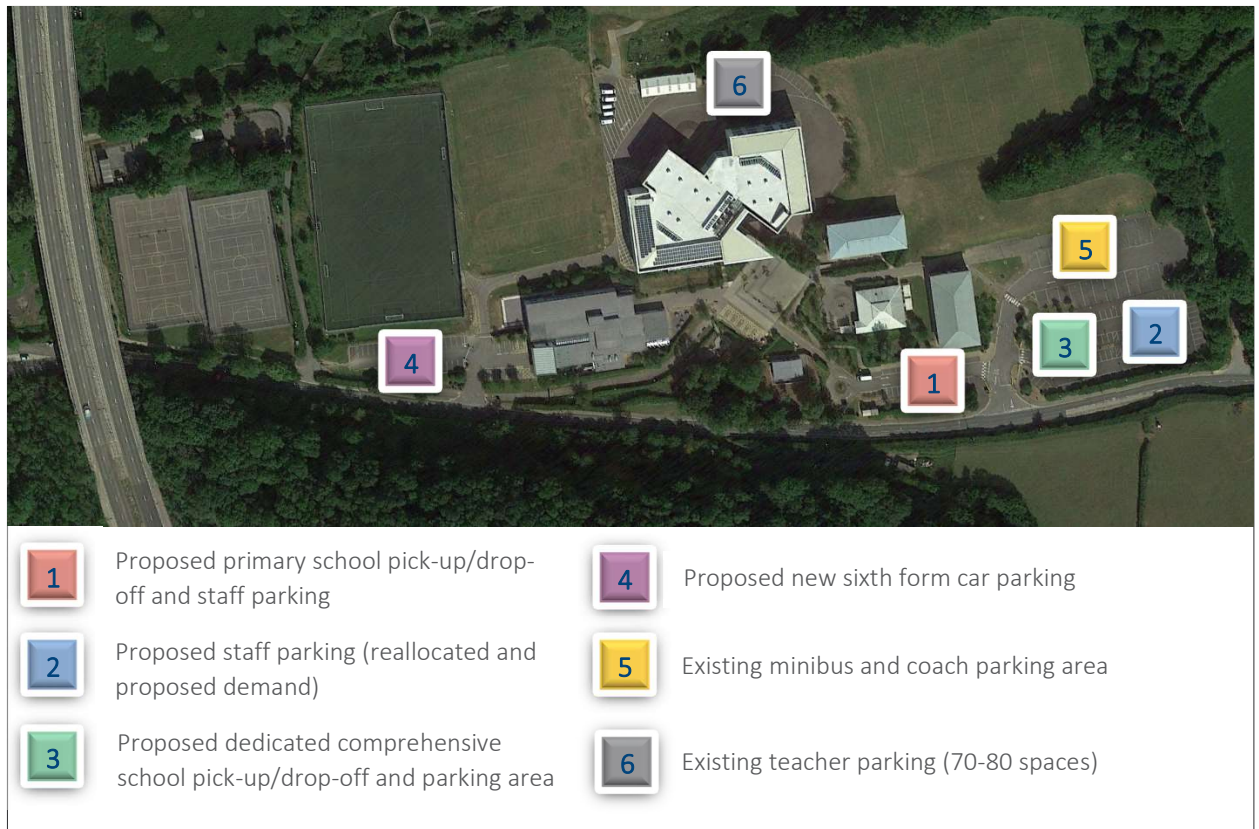 6
5
2
3
4
1
1
Proposed primary school pick-up/drop-
off and staff parking
2
Proposed staff parking (reallocated and
proposed demand)
3
Proposed dedicated comprehensive
school pick-up/drop-off and parking area
4
Proposed new sixth form car parking
5
Existing minibus and coach parking area
6
Existing teacher parking (70-80 spaces)